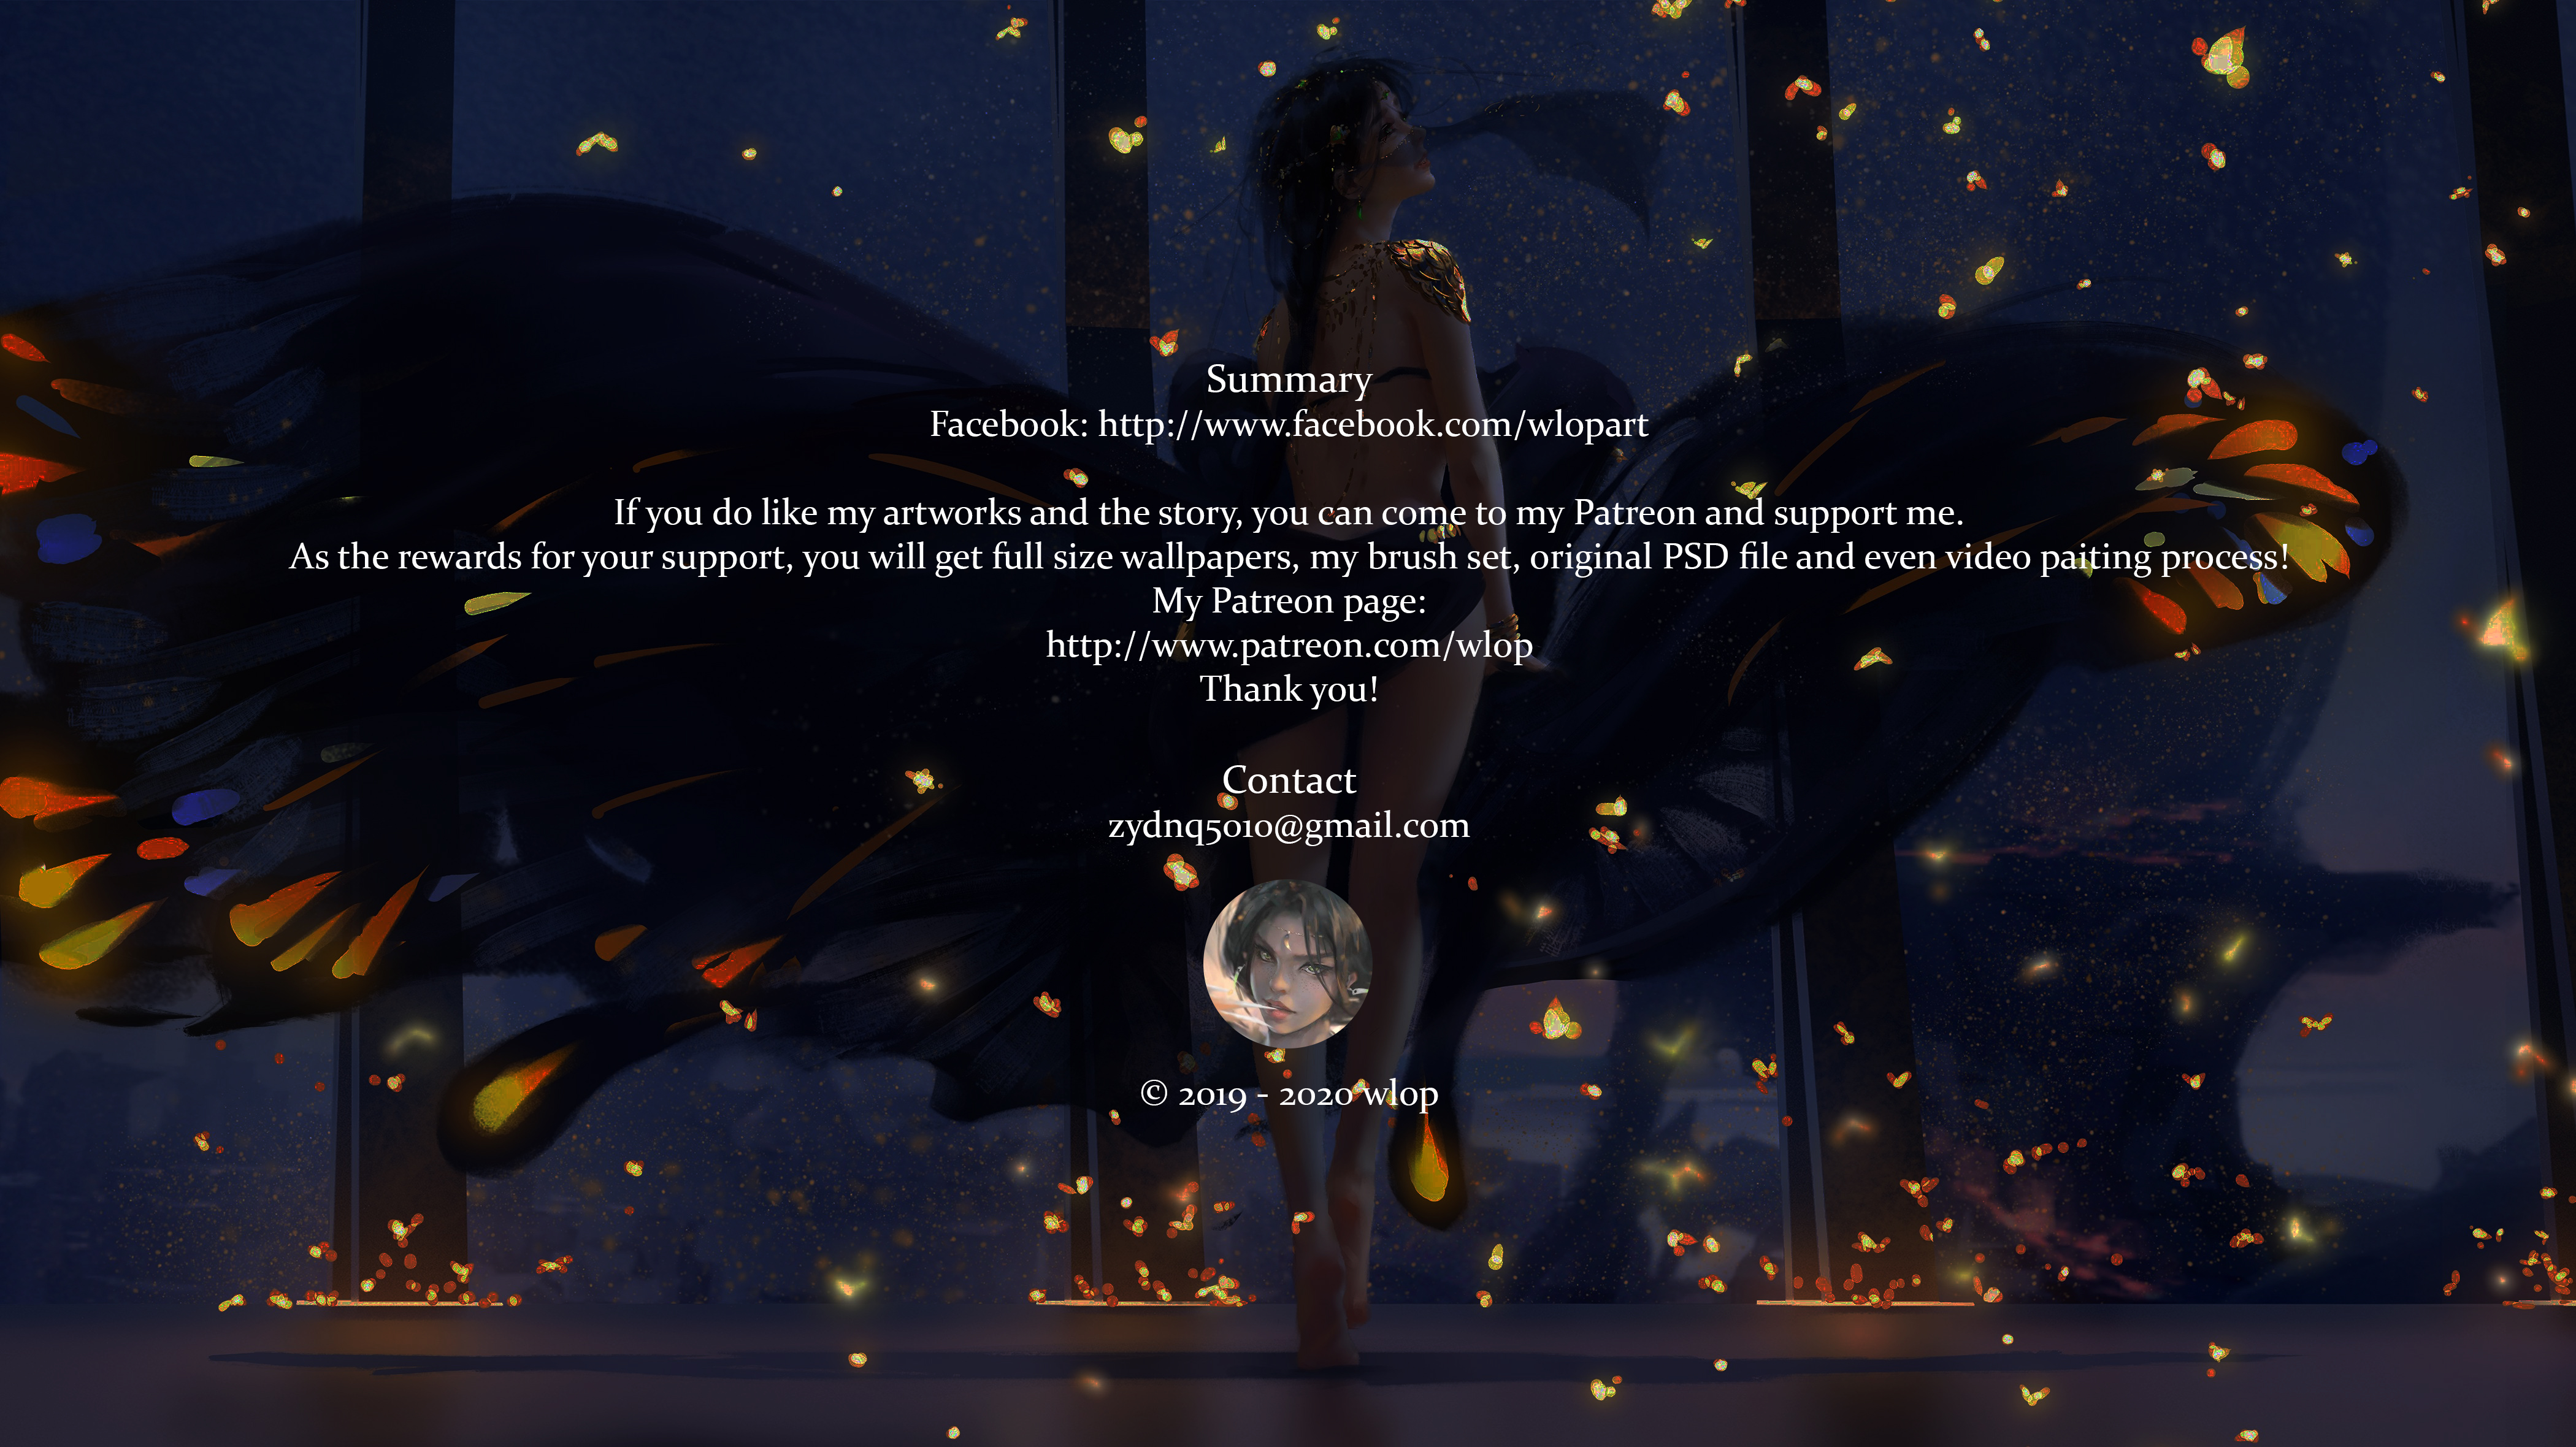 Summary
Facebook: http://www.facebook.com/wlopart
If you do like my artworks and the story, you can come to my Patreon and support me.
As the rewards for your support, you will get full size wallpapers, my brush set, original PSD file and even video paiting process!
My Patreon page:
http://www.patreon.com/wlop
Thank you!
Contact
zydnq5010@gmail.com
© 2019 - 2020 wlop